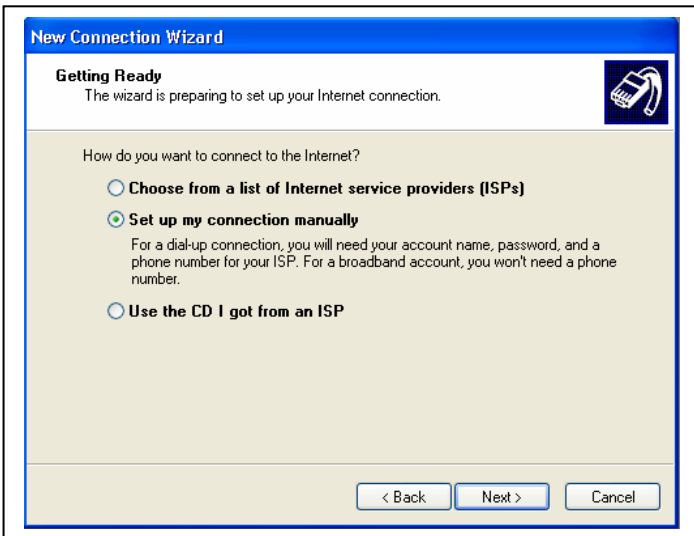 New Connection Wizard
Getting Ready
The wizard is preparing to set up your Internet connection.
How do you want to connect to the Internet?
Choose from a list of Internet service providers (ISPs)
Set up my connection manually
For a dial-up connection, you will need your account name, password, and a
phone number for your ISP. For a broadband account, you won't need a phone
number.
Use the CD I got from an ISP
< Back
Next >
Cancel